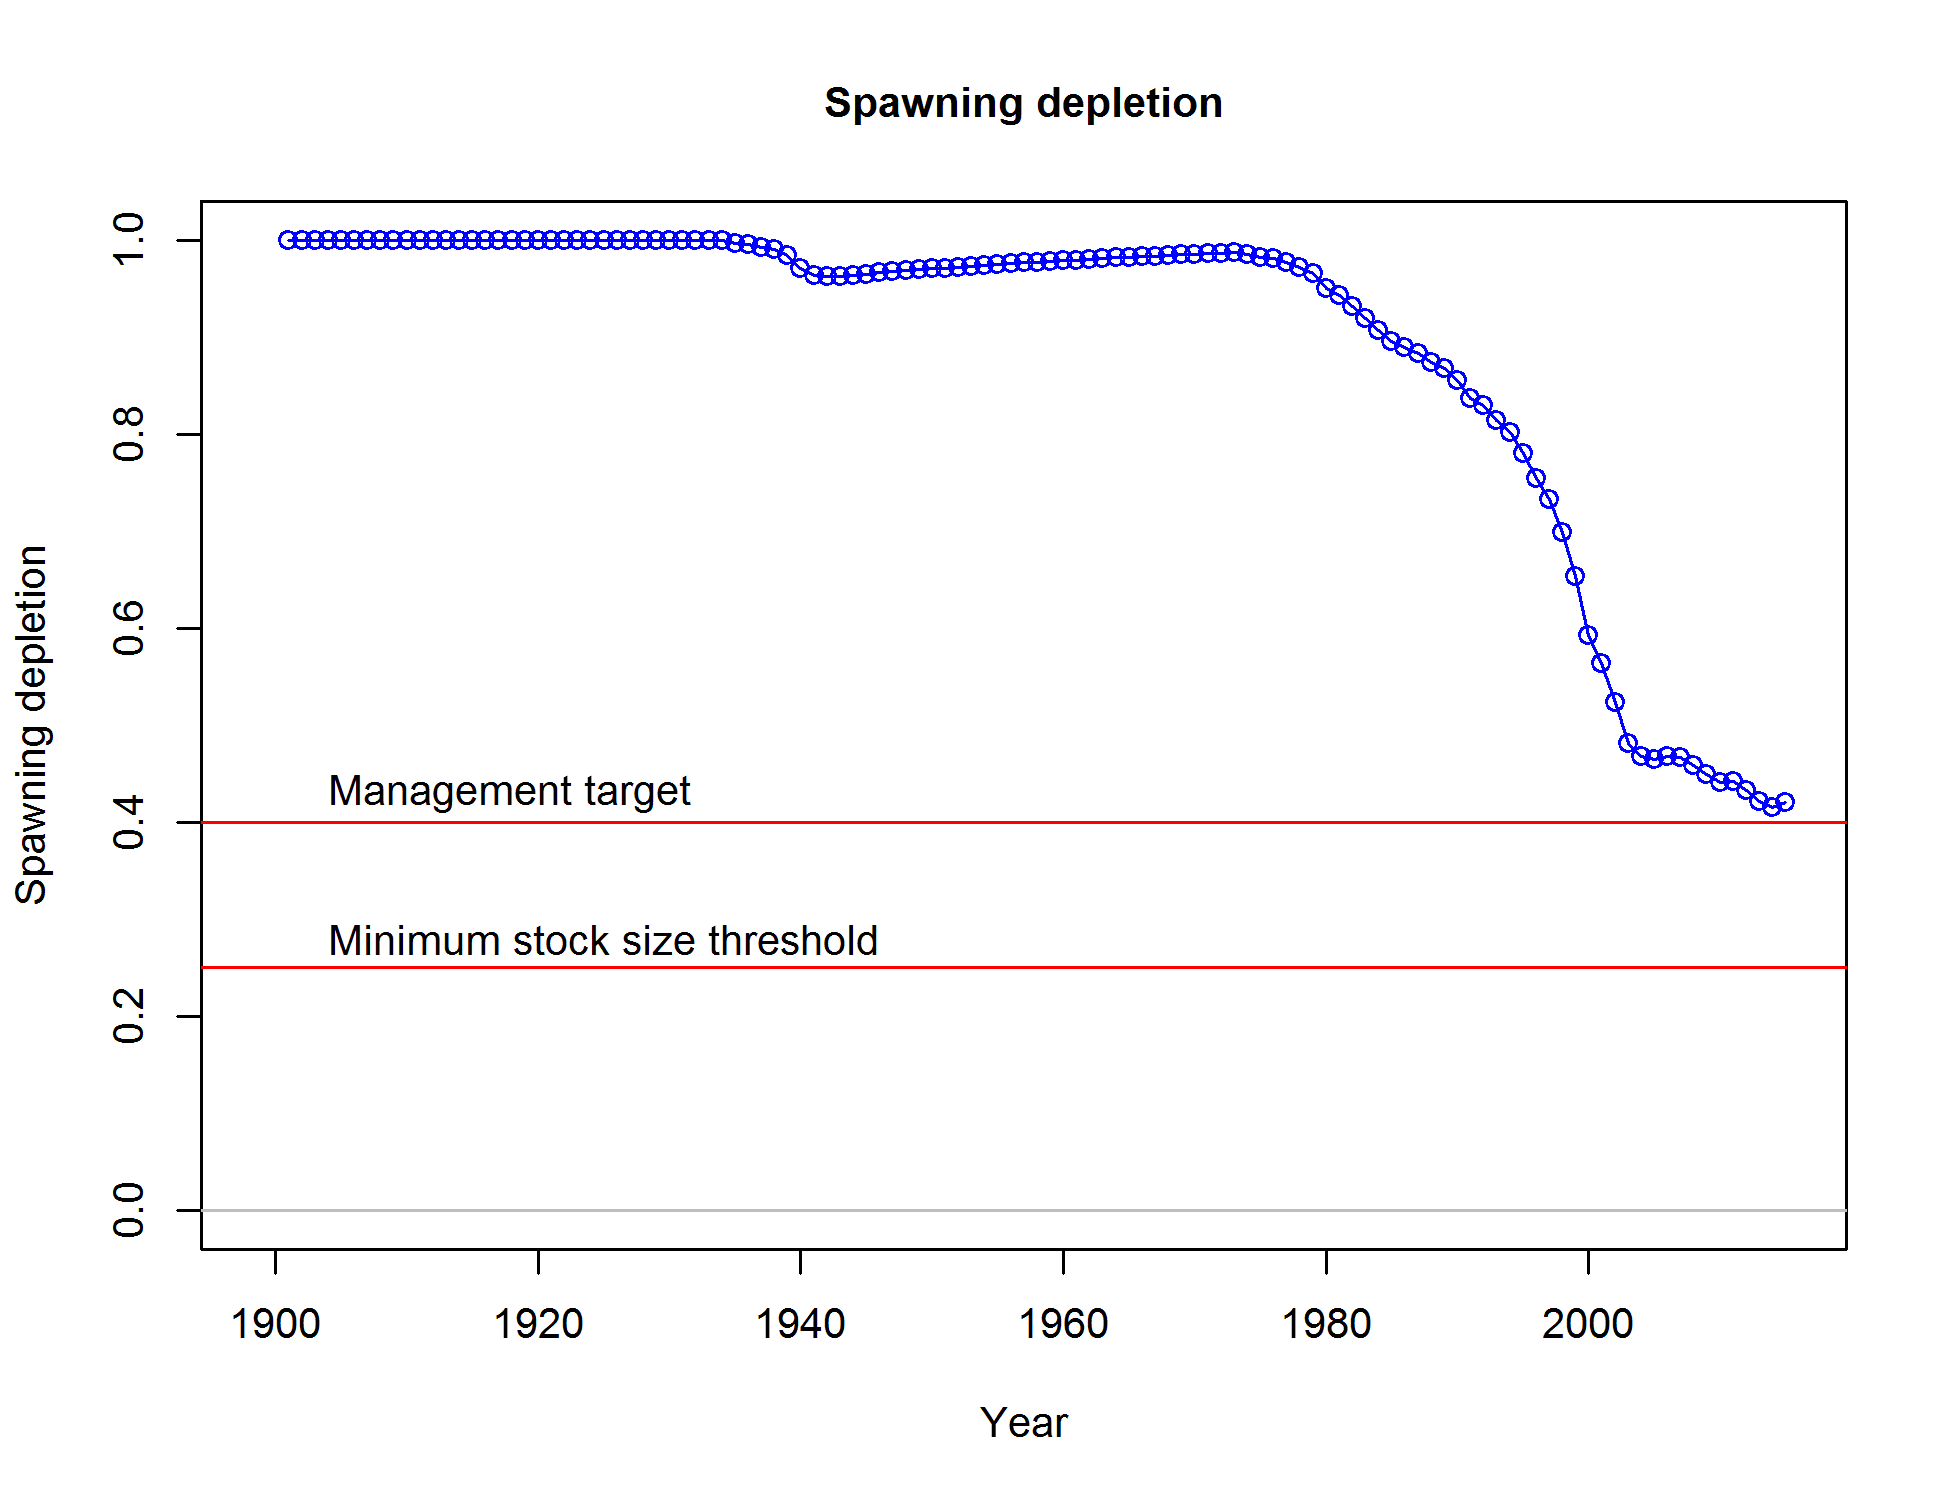 Spawning depletion
Spawning depletion
1.0
0.8
0.6
0.4
0.2
0.0
Management target
Minimum stock size threshold
1900 1920 1940 1960 1980 2000
Year